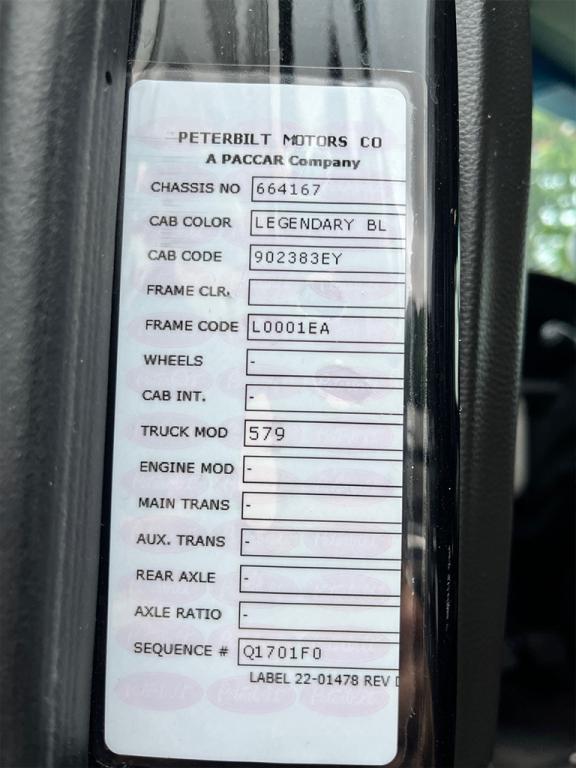 PETERBILT MOTORS CO
A PACCAR Company
CHASSIS NO 664167
CAB COLOR LEGENDARY BL
CAB CODE 902383EY
FRAME CLR.
FRAME CODE L0001EA
WHEELS -
CAB INT. -
TRUCK MOD 579
ENGINE MOD -
MAIN TRANS -
AUX. TRANS -
REAR AXLE -
AXLE RATIO -
SEQUENCE # Q1701F0
LABEL 22-01478 REV